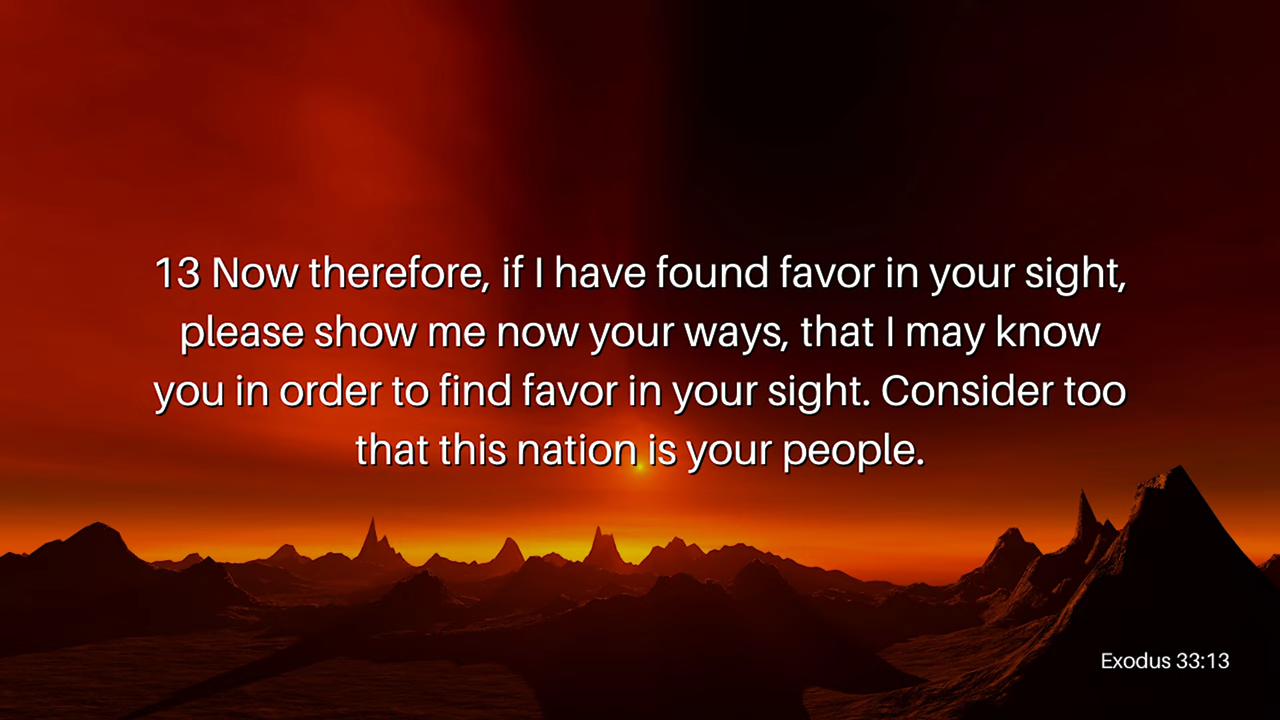 13 Now therefore, if I have found favor in your sight,
please show me now your ways, that I may know
you in order to find favor in your sight. Consider too
that this nation is your people.
Exodus 33:13